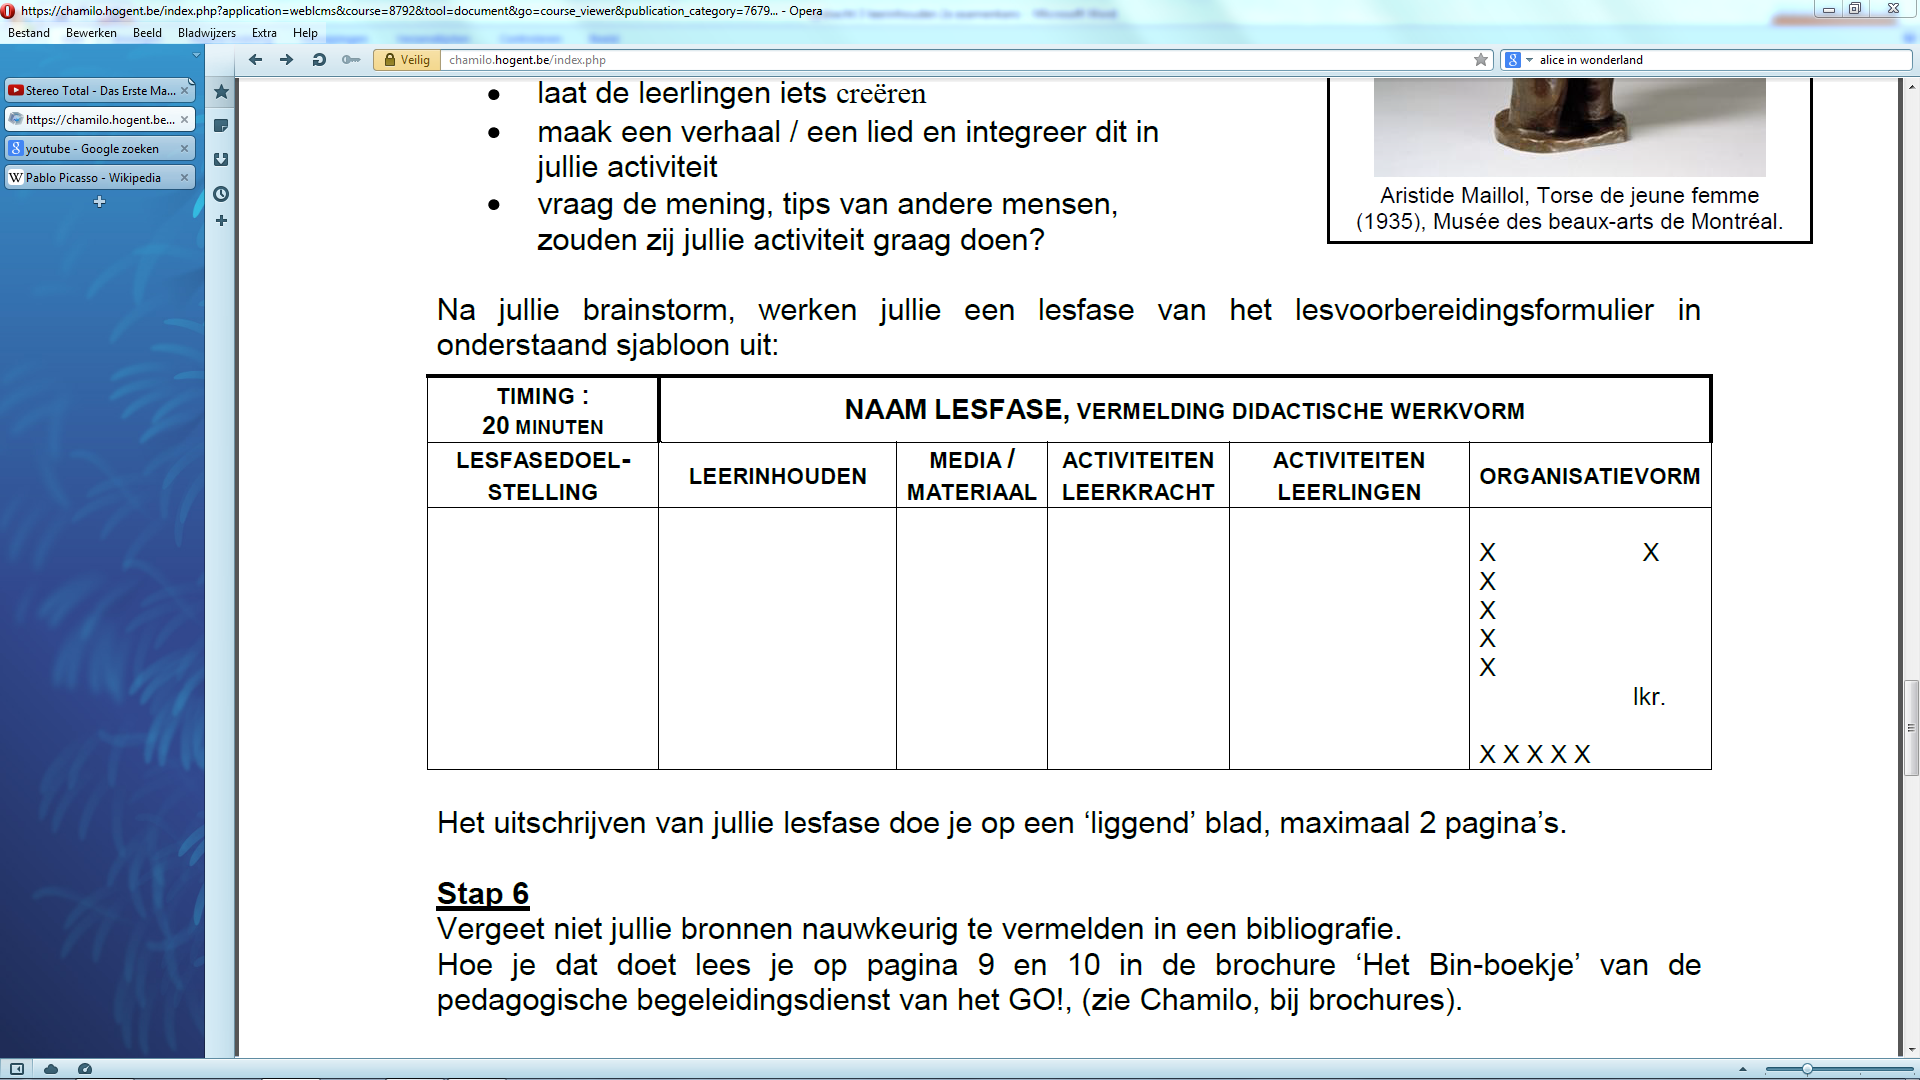 https://chamilo.hogent.be/index.php?application=weblcms&course=8792&tool=document&go=course_viewer&publication_category=7679... - Opera
Bestand Bewerken Beeld Bladwijzers Extra Help
Veilig chamilo.hogent.be/index.php alice in wonderland
Stereo Total - Das Erste Ma...
https://chamilo.hogent.be...
youtube - Google zoeken
Pablo Picasso - Wikipedia
laat de leerlingen iets creëren
maak een verhaal / een lied en integreer dit in
jullie activiteit
vraag de mening, tips van andere mensen,
zouden zij jullie activiteit graag doen?
Aristide Maillol, Torse de jeune femme
(1935), Musée des beaux-arts de Montréal.
Na jullie brainstorm, werken jullie een lesfase van het lesvoorbereidingsformulier in
onderstaand sjabloon uit:
TIMING :
20 MINUTEN
NAAM LESFASE, VERMELDING DIDACTISCHE WERKVORM
LESFASEDOEL-
STELLING
LEERINHOUDEN
MEDIA /
MATERIAAL
ACTIVITEITEN
LEERKRACHT
ACTIVITEITEN
LEERLINGEN
ORGANISATIEVORM
X X
X
X
X
X
lkr.
X X X X X
Het uitschrijven van jullie lesfase doe je op een ‘liggend’ blad, maximaal 2 pagina’s.
Stap 6
Vergeet niet jullie bronnen nauwkeurig te vermelden in een bibliografie.
Hoe je dat doet lees je op pagina 9 en 10 in de brochure ‘Het Bin-boekje’ van de
pedagogische begeleidingsdienst van het GO!, (zie Chamilo, bij brochures).